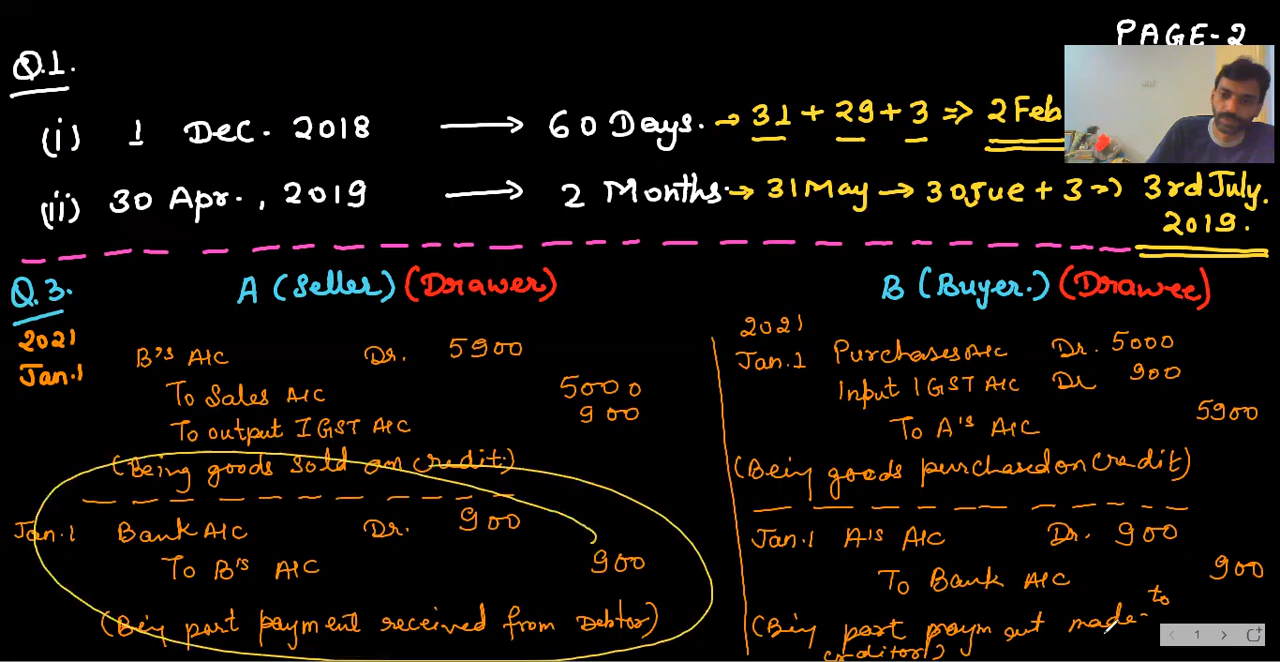 PAGE-2
Q.1.
(i) 1 Dec. 2018 → 60 Days. → 31 + 29 + 3 => 2 Feb
(ii) 30 Apr., 2019 → 2 Months. → 31 May → 30 Jue + 3 => 3rd July.
2019.
Q.3. A (Seller) (Drawer)
2021
Jan.1 B's A/C Dr. 5900
To Sales A/C 5000
To output IGST A/C 900
(Being goods sold on credit)
Jan.1 Bank A/C Dr. 900
To B's A/C 900
(Beiy part payment received from Debtor)
B (Buyer.) (Drawee)
2021
Jan.1 Purchases A/C Dr. 5000
Input IGST A/C Dr 900
To A's A/C 5900
(Beiy goods purchased on credit)
Jan.1 A's A/C Dr. 900
To Bank A/C 900
(Beiy part payment made to
creditor)
1